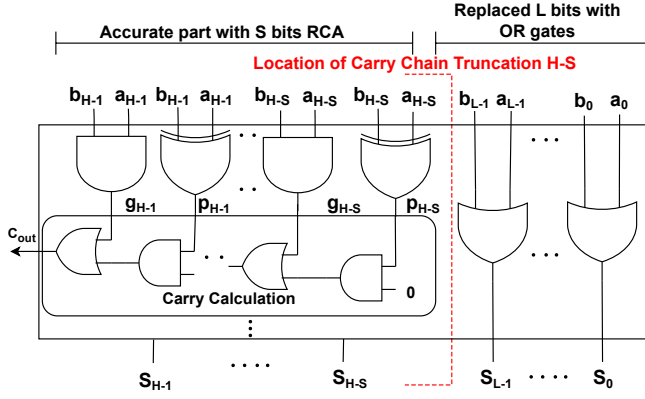 Accurate part with S bits RCA
Replaced L bits with
OR gates
Location of Carry Chain Truncation H-S
bH-1 aH-1 bH-1 aH-1 bH-S aH-S bH-S aH-S bL-1 aL-1 b0 a0
gH-1 pH-1 gH-S pH-S
Cout
0
Carry Calculation
SH-1 SH-S SL-1 S0